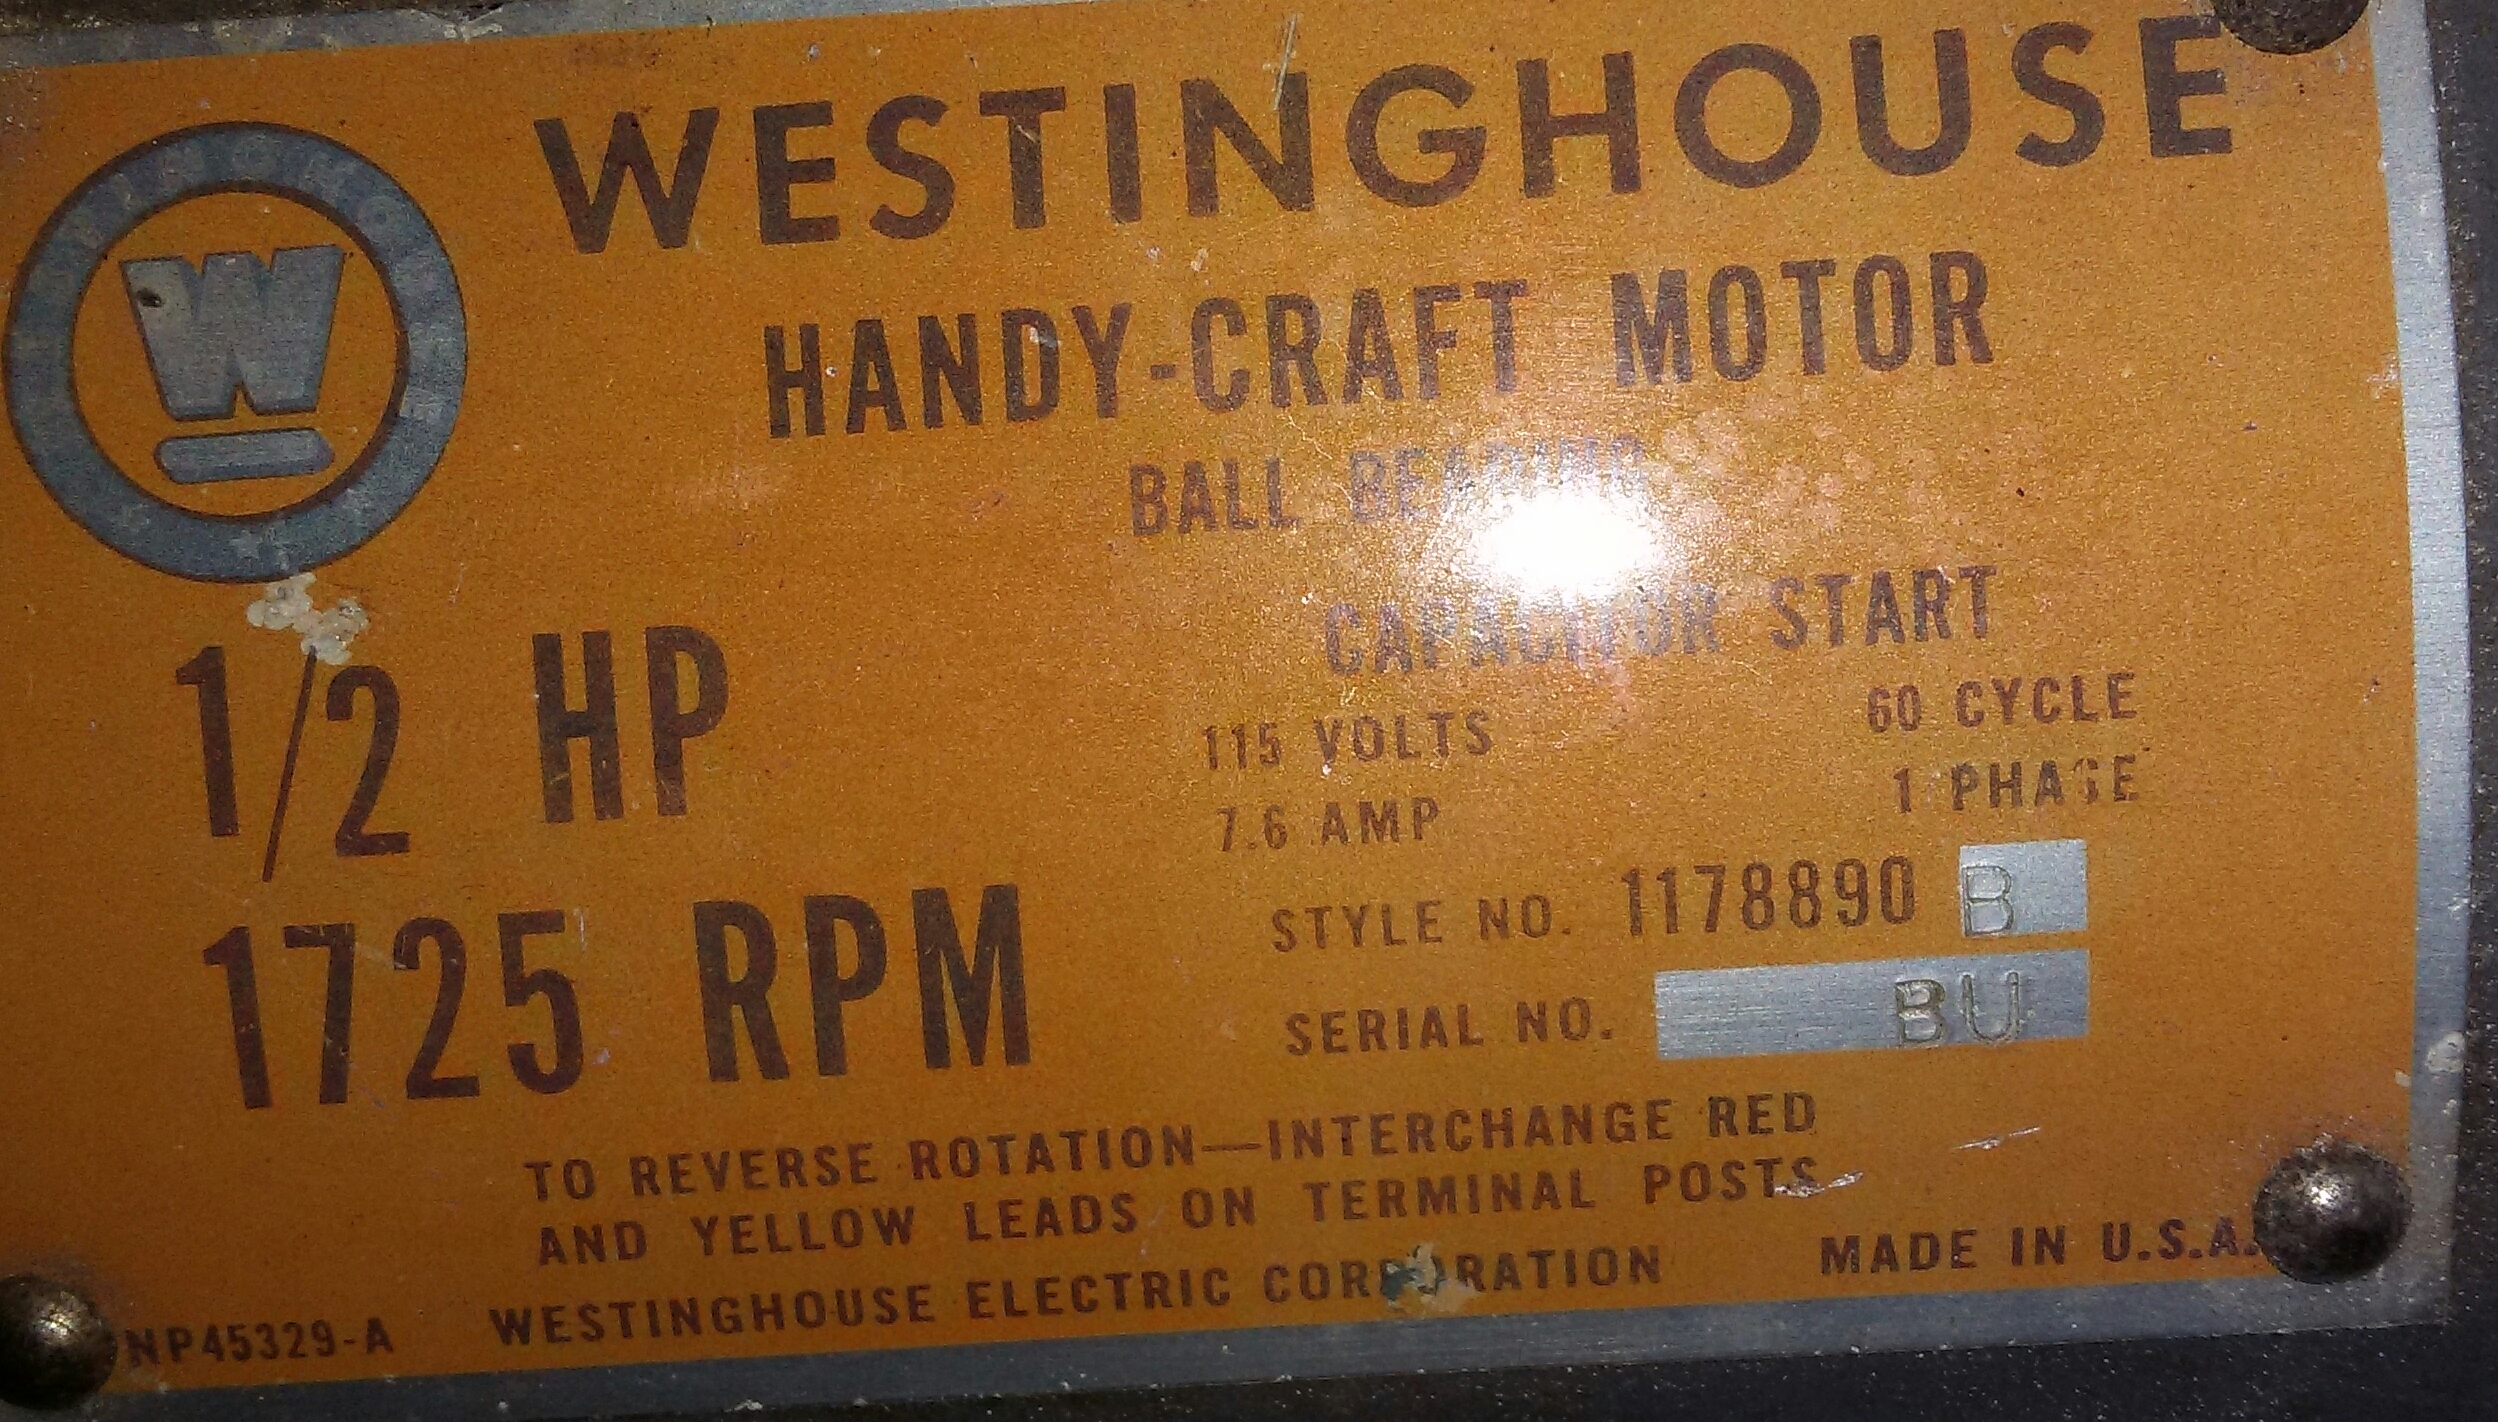 WESTINGHOUSE
W
HANDY-CRAFT MOTOR
BALL BEARING
CAPACITOR START
1/2 HP
115 VOLTS 60 CYCLE
7.6 AMP 1 PHASE
1725 RPM
STYLE NO. 1178890 B
SERIAL NO. BU
TO REVERSE ROTATION—INTERCHANGE RED
AND YELLOW LEADS ON TERMINAL POSTS
WESTINGHOUSE ELECTRIC CORPORATION MADE IN U.S.A.
NP45329-A